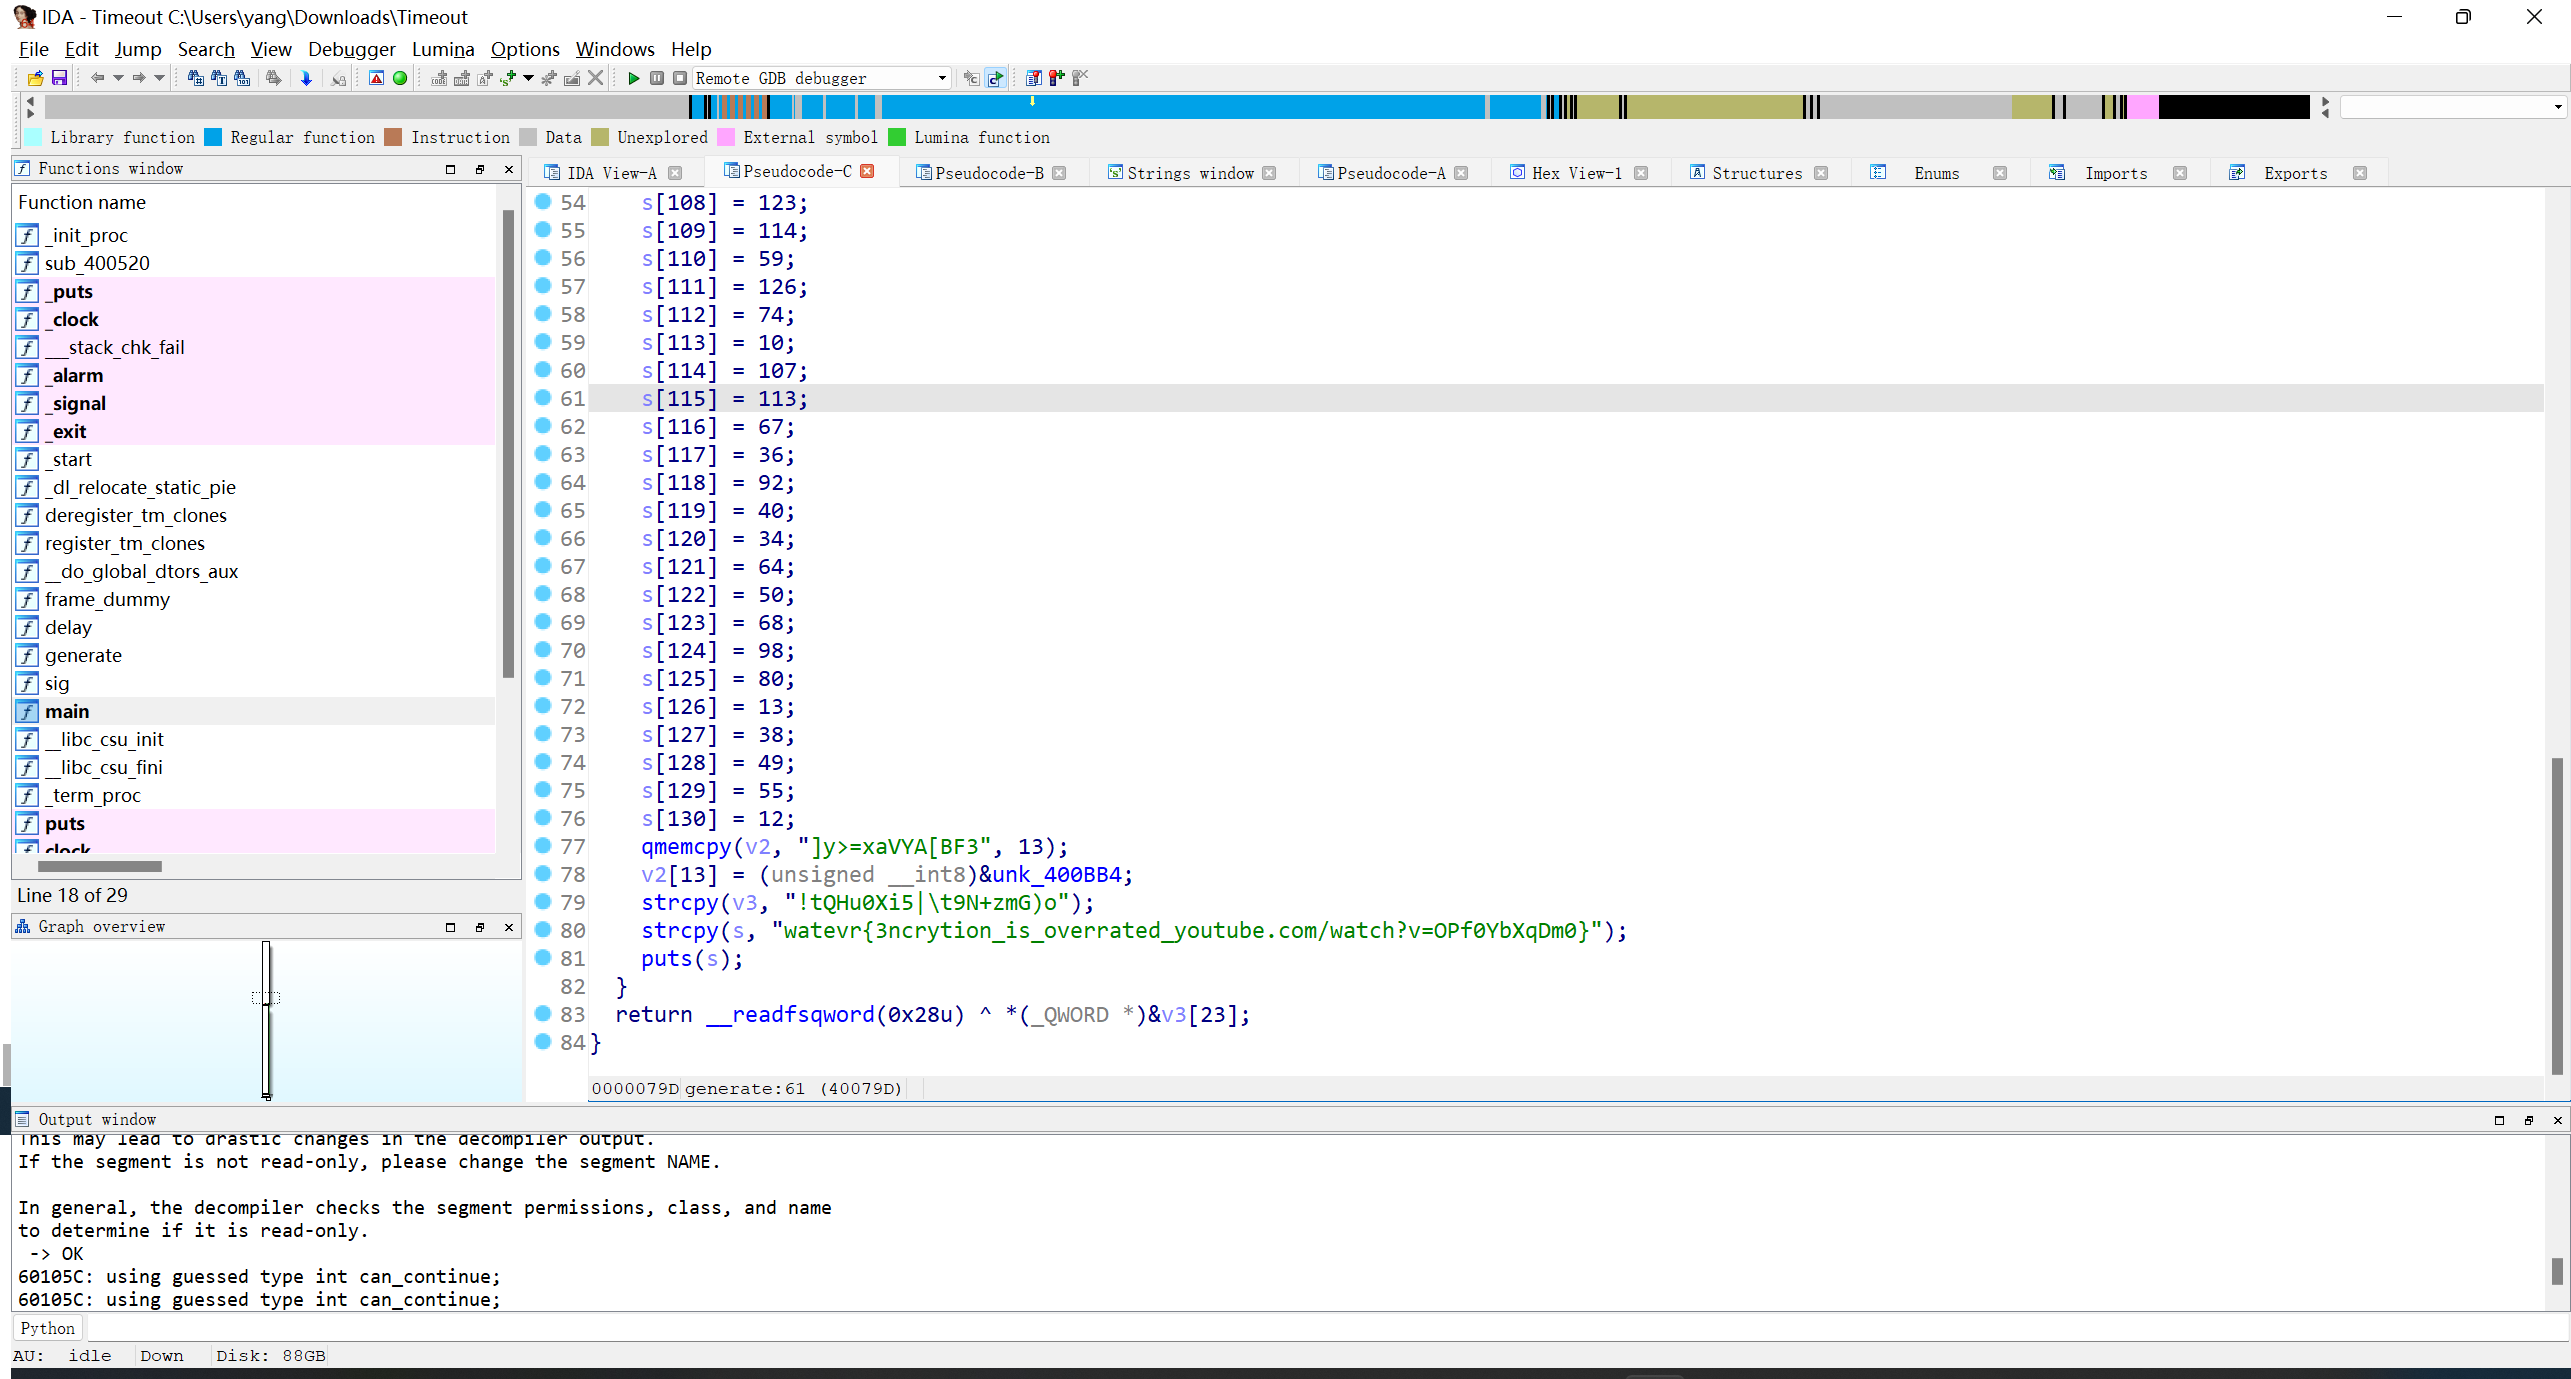 IDA - Timeout C:\Users\yang\Downloads\Timeout
File Edit Jump Search View Debugger Lumina Options Windows Help
Remote GDB debugger
Library function Regular function Instruction Data Unexplored External symbol Lumina function
Functions window
Function name
_init_proc
sub_400520
_puts
_clock
___stack_chk_fail
_alarm
_signal
_exit
_start
_dl_relocate_static_pie
deregister_tm_clones
register_tm_clones
__do_global_dtors_aux
frame_dummy
delay
generate
sig
main
__libc_csu_init
__libc_csu_fini
_term_proc
puts
clock
Line 18 of 29
Graph overview
IDA View-A Pseudocode-C Pseudocode-B Strings window Pseudocode-A Hex View-1 Structures Enums Imports Exports
54 s[108] = 123;
55 s[109] = 114;
56 s[110] = 59;
57 s[111] = 126;
58 s[112] = 74;
59 s[113] = 10;
60 s[114] = 107;
61 s[115] = 113;
62 s[116] = 67;
63 s[117] = 36;
64 s[118] = 92;
65 s[119] = 40;
66 s[120] = 34;
67 s[121] = 64;
68 s[122] = 50;
69 s[123] = 68;
70 s[124] = 98;
71 s[125] = 80;
72 s[126] = 13;
73 s[127] = 38;
74 s[128] = 49;
75 s[129] = 55;
76 s[130] = 12;
77 qmemcpy(v2, "]y>=xaVYA[BF3", 13);
78 v2[13] = (unsigned __int8)&unk_400BB4;
79 strcpy(v3, "!tQHu0Xi5|\t9N+zmG)o");
80 strcpy(s, "watevr{3ncrytion_is_overrated_youtube.com/watch?v=OPf0YbXqDm0}");
81 puts(s);
82 }
83 return __readfsqword(0x28u) ^ *(_QWORD *)&v3[23];
84 }
0000079D generate:61 (40079D)
Output window
This may lead to drastic changes in the decompiler output.
If the segment is not read-only, please change the segment NAME.
In general, the decompiler checks the segment permissions, class, and name
to determine if it is read-only.
-> OK
60105C: using guessed type int can_continue;
60105C: using guessed type int can_continue;
Python
AU: idle Down Disk: 88GB